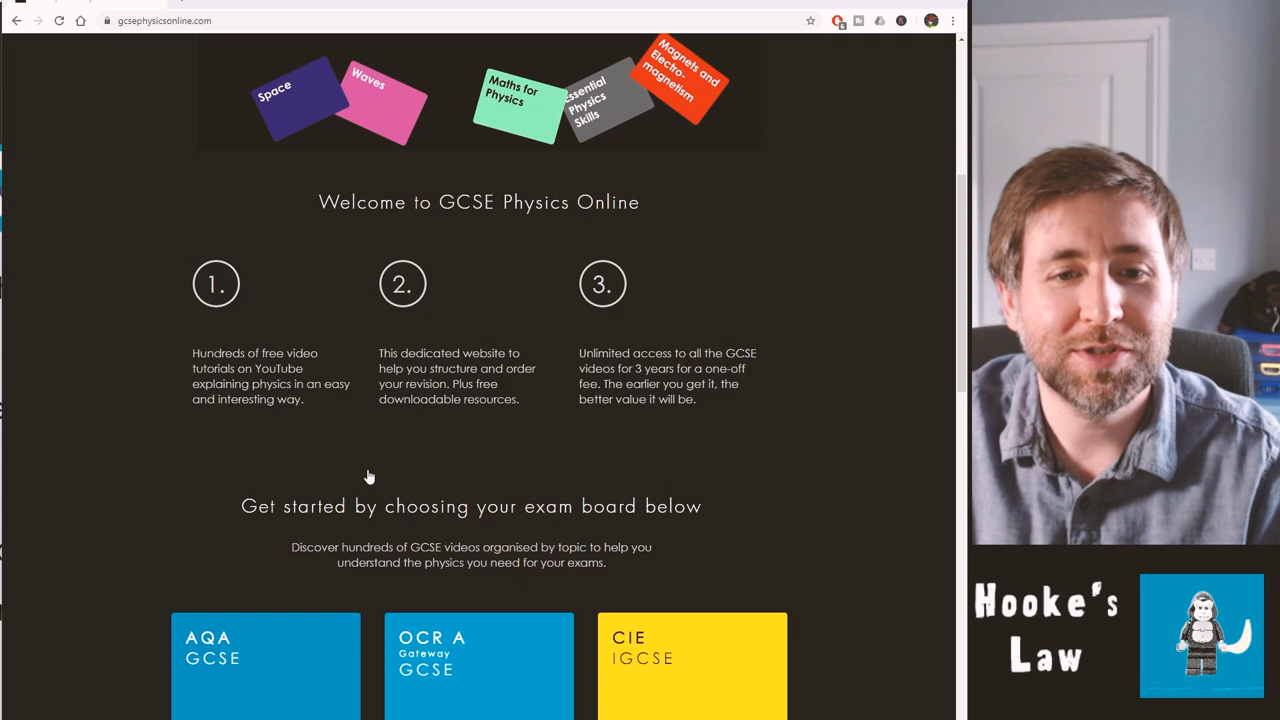 gcsephysicsonline.com
6
Space
Waves
Maths for
Physics
Essential
Physics
Skills
Magnets and
Electro-
magnetism
Welcome to GCSE Physics Online
1.
2.
3.
Hundreds of free video
tutorials on YouTube
explaining physics in an easy
and interesting way.
This dedicated website to
help you structure and order
your revision. Plus free
downloadable resources.
Unlimited access to all the GCSE
videos for 3 years for a one-off
fee. The earlier you get it, the
better value it will be.
Get started by choosing your exam board below
Discover hundreds of GCSE videos organised by topic to help you
understand the physics you need for your exams.
AQA
GCSE
OCR A
Gateway
GCSE
CIE
IGCSE
Hooke's
Law